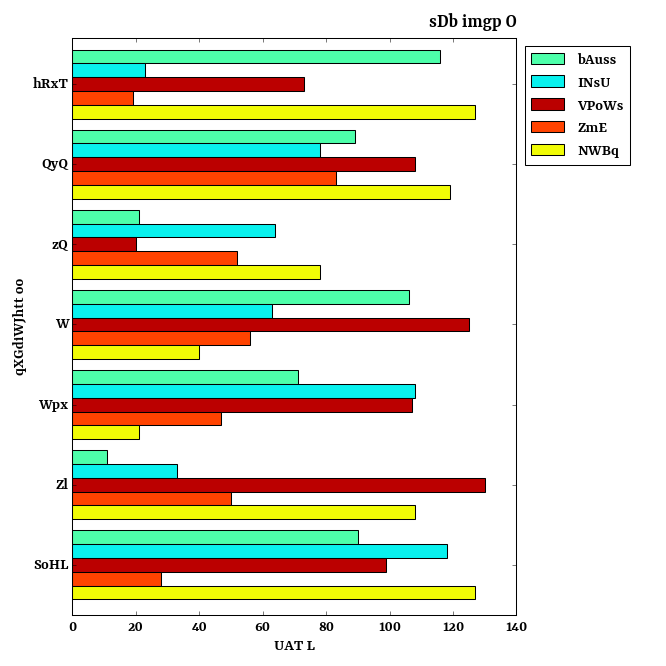 sDb imgp O
bAuss
INsU
VPoWs
ZmE
NWBq
hRxT
QyQ
zQ
W
Wpx
Zl
SoHL
qXGdIWJhtt oo
0 20 40 60 80 100 120 140
UAT L